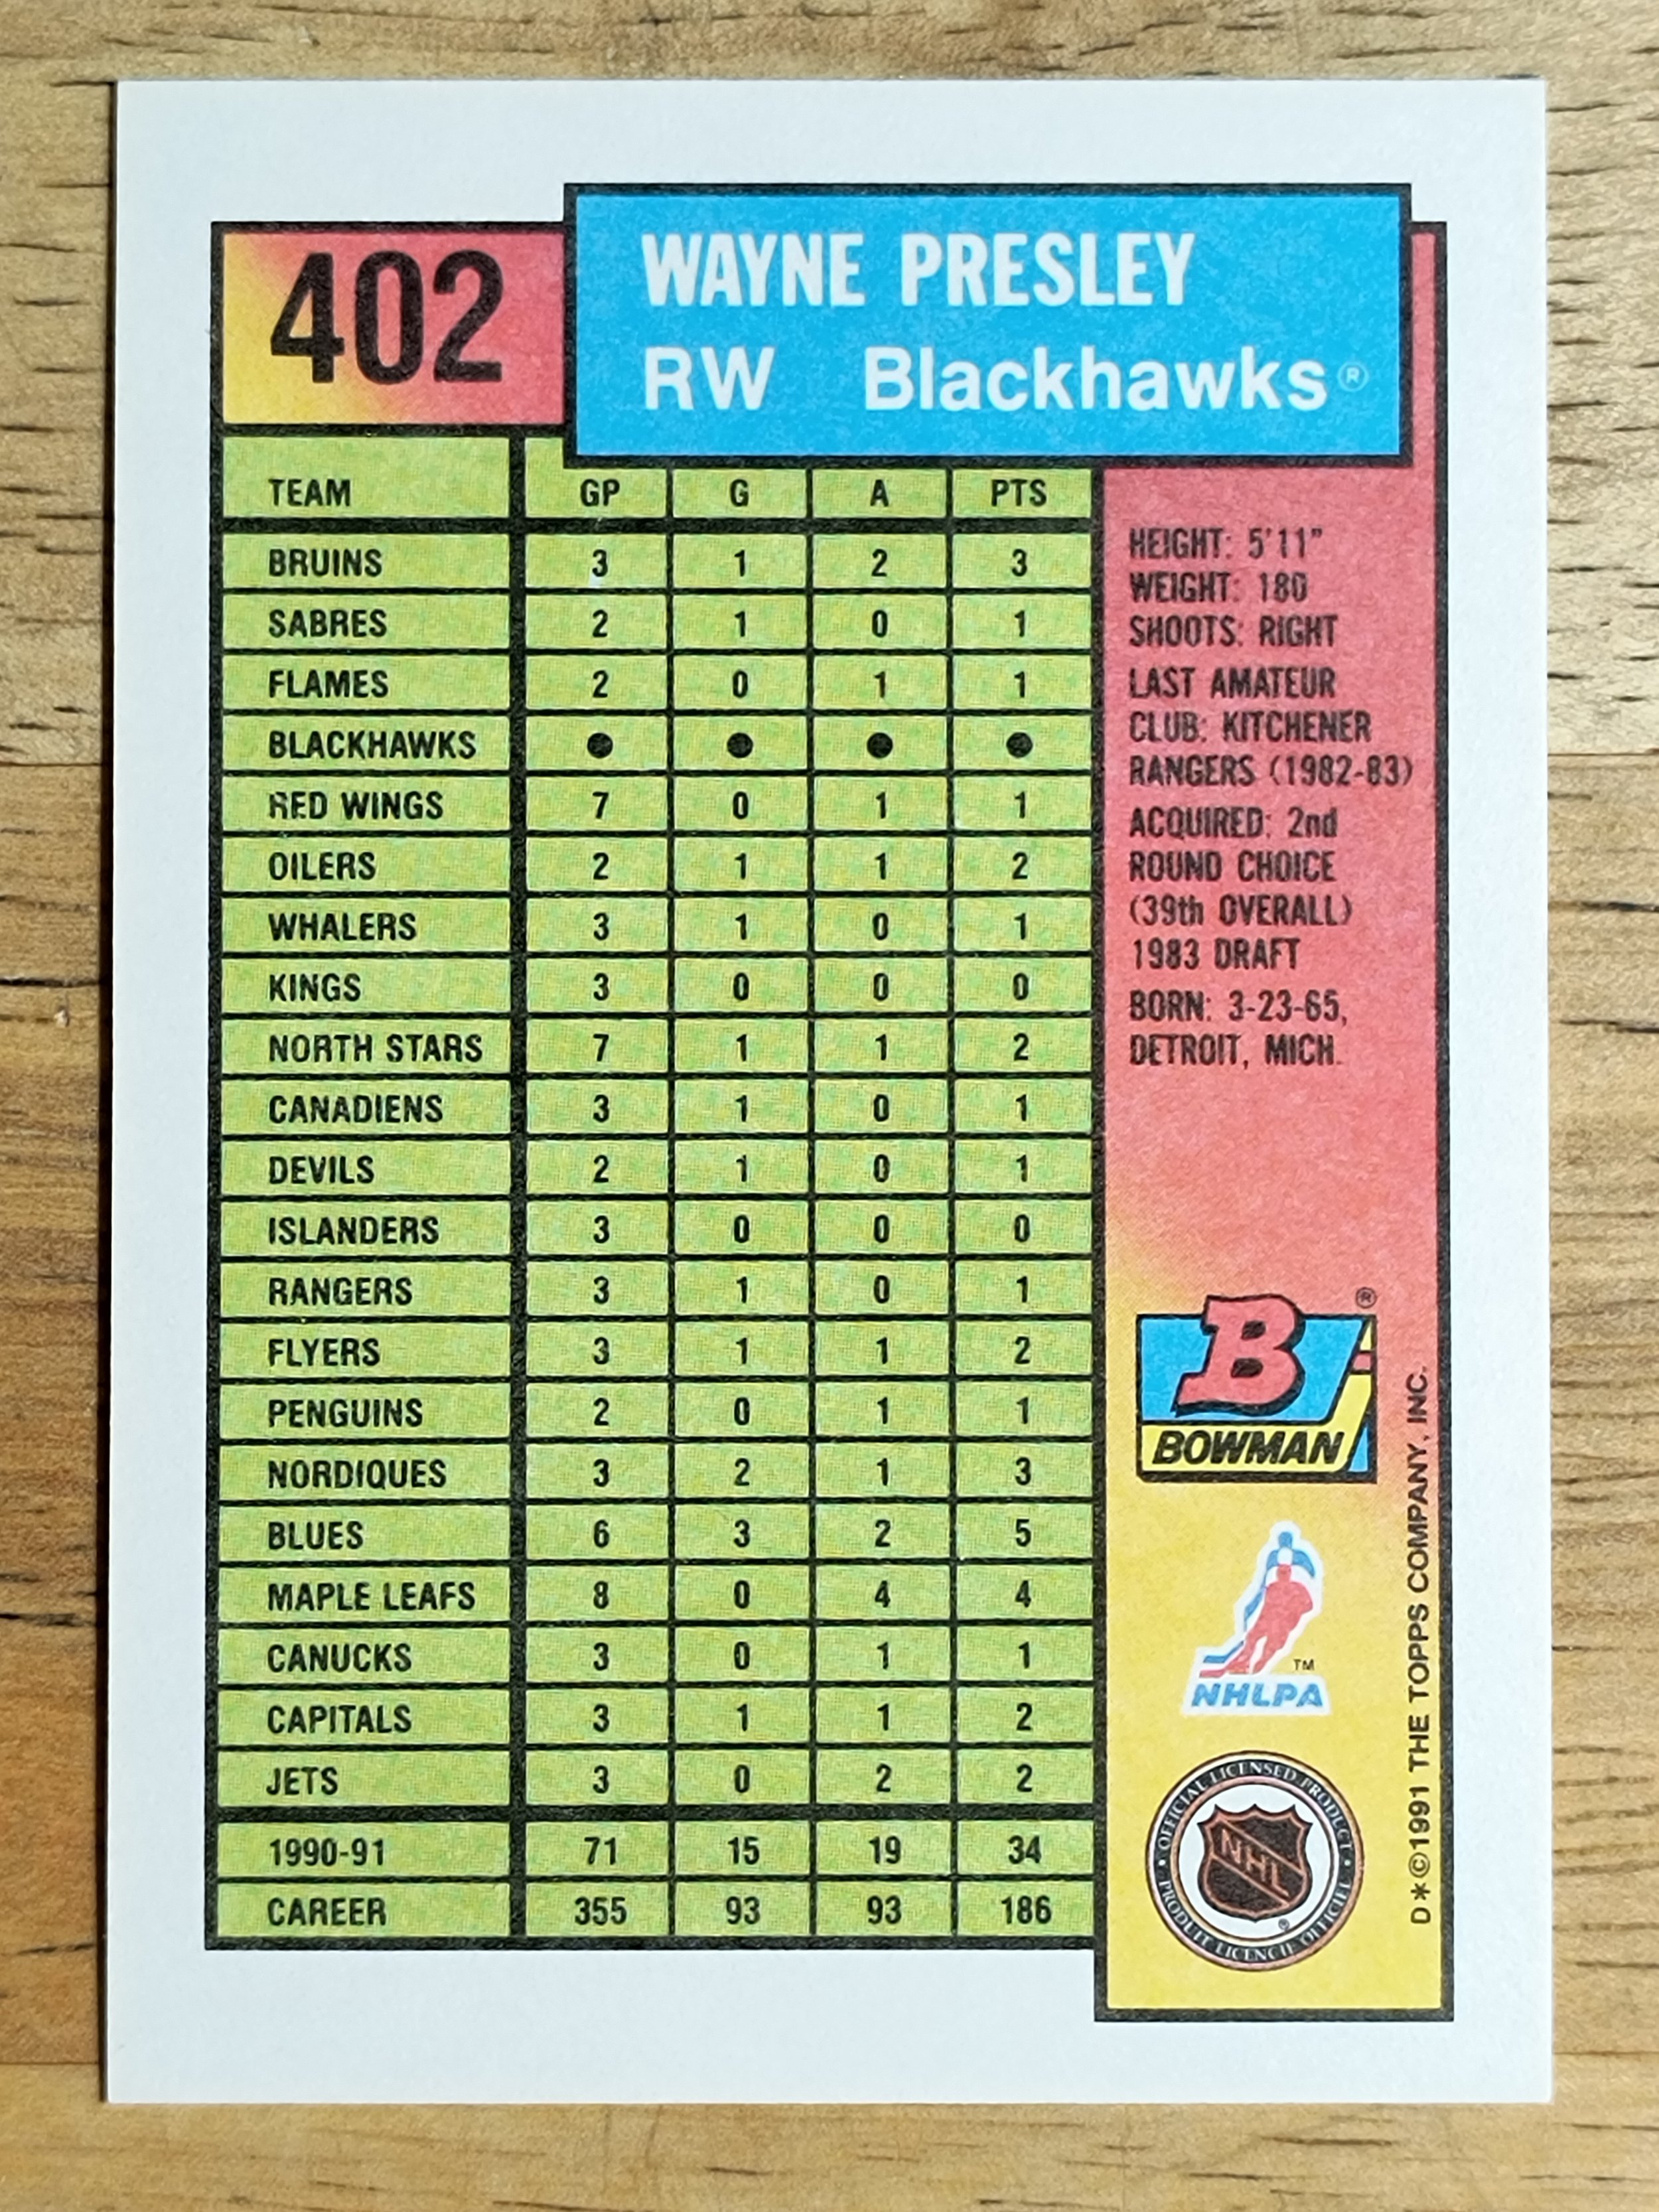 402
WAYNE PRESLEY
RW Blackhawks®
TEAM GP G A PTS
BRUINS 3 1 2 3
SABRES 2 1 0 1
FLAMES 2 0 1 1
BLACKHAWKS ● ● ● ●
RED WINGS 7 0 1 1
OILERS 2 1 1 2
WHALERS 3 1 0 1
KINGS 3 0 0 0
NORTH STARS 7 1 1 2
CANADIENS 3 1 0 1
DEVILS 2 1 0 1
ISLANDERS 3 0 0 0
RANGERS 3 1 0 1
FLYERS 3 1 1 2
PENGUINS 2 0 1 1
NORDIQUES 3 2 1 3
BLUES 6 3 2 5
MAPLE LEAFS 8 0 4 4
CANUCKS 3 0 1 1
CAPITALS 3 1 1 2
JETS 3 0 2 2
1990-91 71 15 19 34
CAREER 355 93 93 186
HEIGHT: 5'11"
WEIGHT: 180
SHOOTS: RIGHT
LAST AMATEUR
CLUB: KITCHENER
RANGERS (1982-83)
ACQUIRED: 2nd
ROUND CHOICE
(39th OVERALL)
1983 DRAFT
BORN: 3-23-65,
DETROIT, MICH.
B ®
BOWMAN
TM
NHLPA
• OFFICIAL LICENSED PRODUCT •
NHL ®
PRODUIT LICENCIE OFFICIEL
D*©1991 THE TOPPS COMPANY, INC.